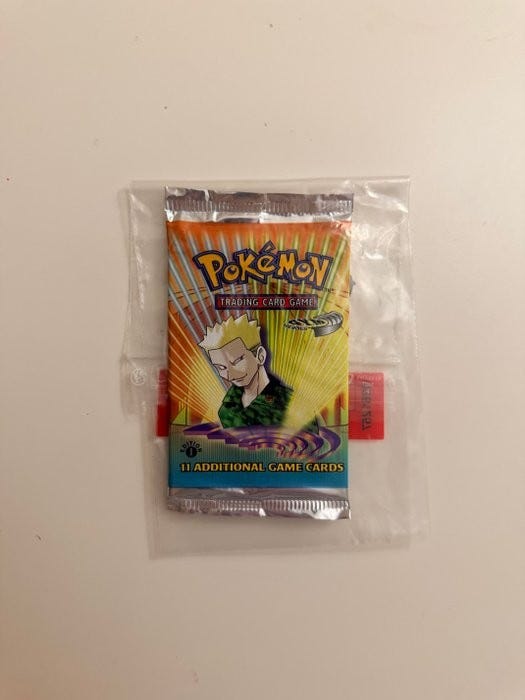 POKéMON
TRADING CARD GAME
EDITION
1
11 ADDITIONAL GAME CARDS